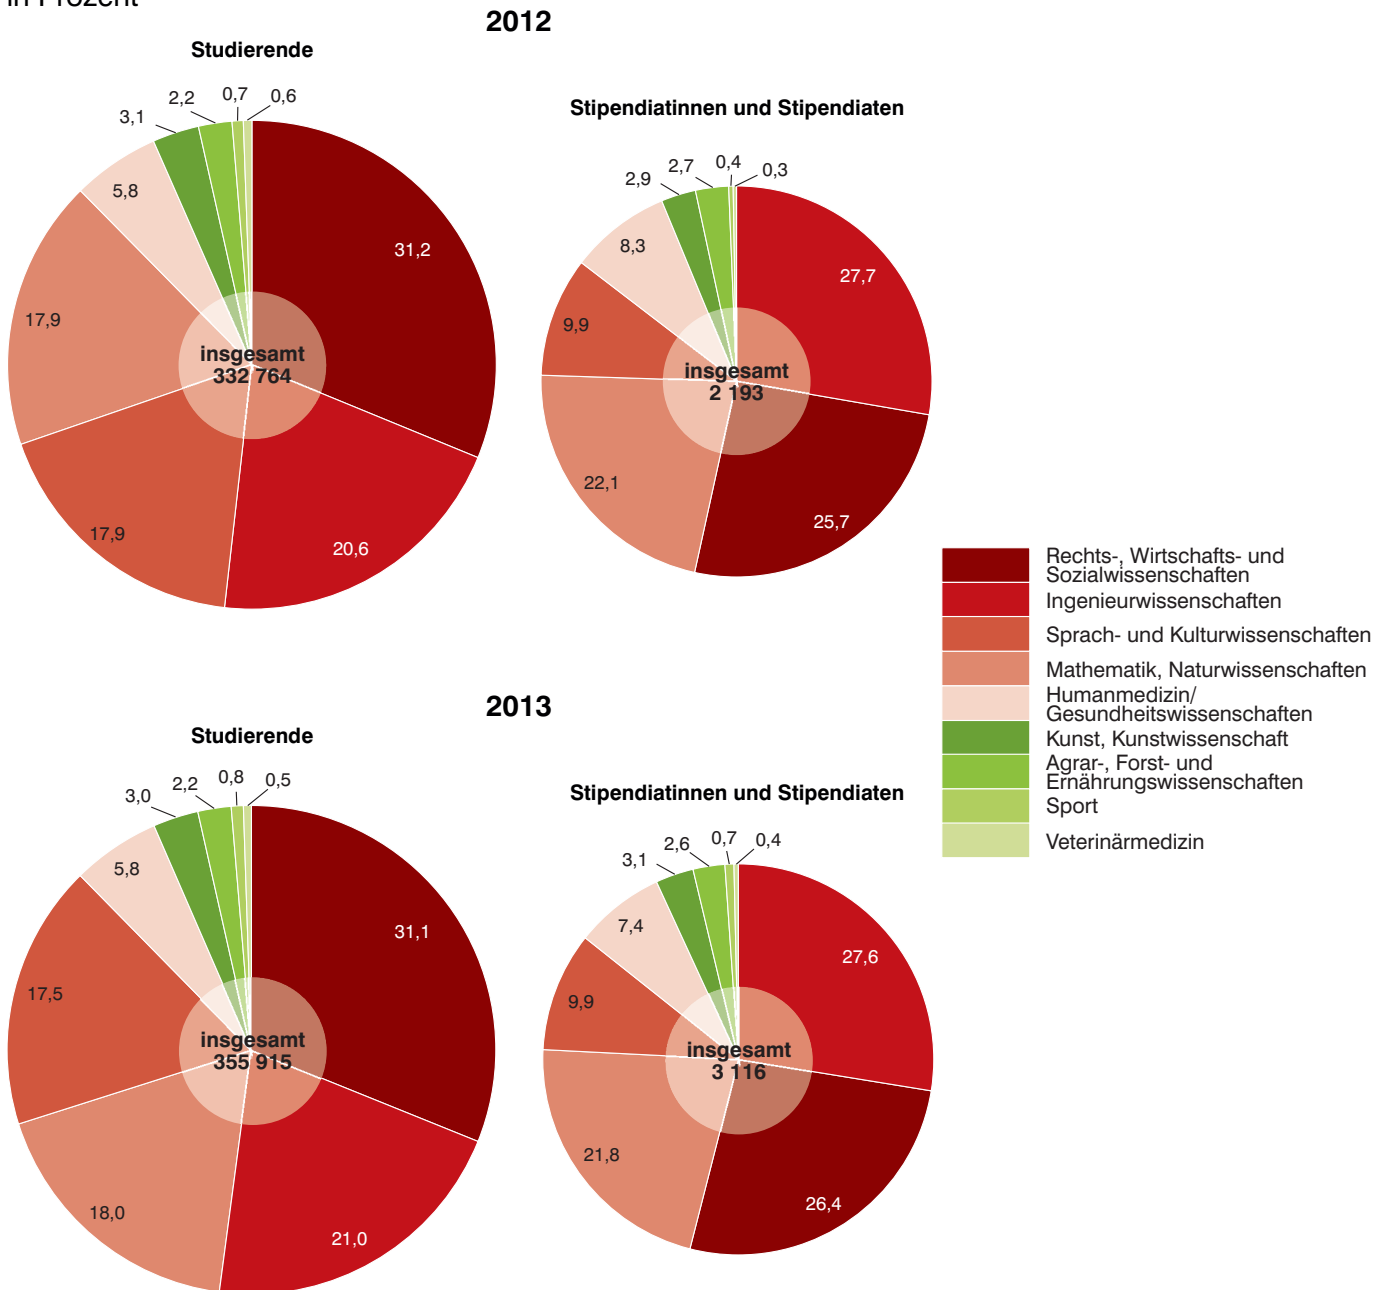 in Prozent
2012
Studierende
3,1
2,2
0,7
0,6
5,8
31,2
17,9
insgesamt
332 764
17,9
20,6
Stipendiatinnen und Stipendiaten
2,9
2,7
0,4
0,3
8,3
27,7
9,9
insgesamt
2 193
22,1
25,7
Rechts-, Wirtschafts- und
Sozialwissenschaften
Ingenieurwissenschaften
Sprach- und Kulturwissenschaften
Mathematik, Naturwissenschaften
Humanmedizin/
Gesundheitswissenschaften
Kunst, Kunstwissenschaft
Agrar-, Forst- und
Ernährungswissenschaften
Sport
Veterinärmedizin
2013
Studierende
3,0
2,2
0,8
0,5
5,8
31,1
17,5
insgesamt
355 915
18,0
21,0
Stipendiatinnen und Stipendiaten
3,1
2,6
0,7
0,4
7,4
27,6
9,9
insgesamt
3 116
21,8
26,4